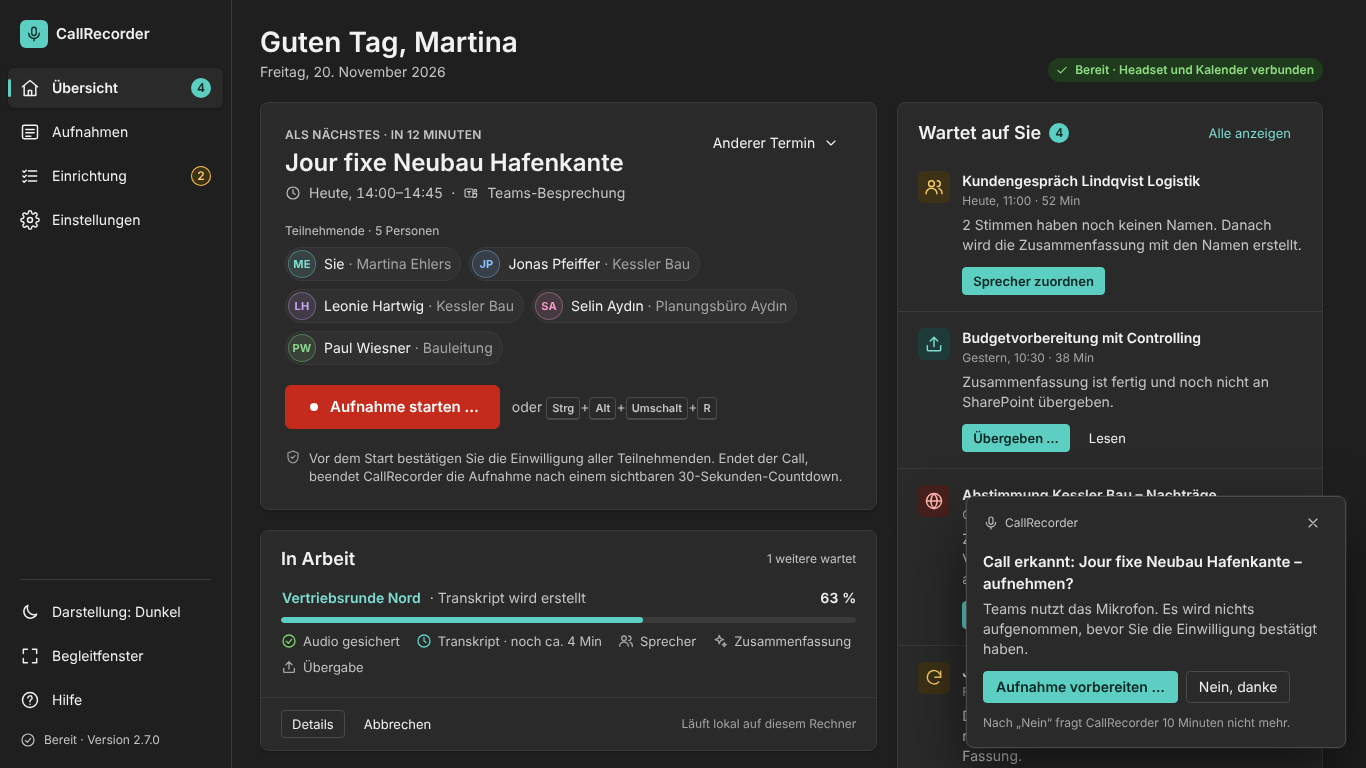 CallRecorder
Übersicht
4
Aufnahmen
Einrichtung
2
Einstellungen
Darstellung: Dunkel
Begleitfenster
Hilfe
Bereit · Version 2.7.0
Guten Tag, Martina
Freitag, 20. November 2026
Bereit · Headset und Kalender verbunden
ALS NÄCHSTES · IN 12 MINUTEN
Jour fixe Neubau Hafenkante
Anderer Termin
Heute, 14:00–14:45 · Teams-Besprechung
Teilnehmende · 5 Personen
ME Sie · Martina Ehlers
JP Jonas Pfeiffer · Kessler Bau
LH Leonie Hartwig · Kessler Bau
SA Selin Aydın · Planungsbüro Aydın
PW Paul Wiesner · Bauleitung
Aufnahme starten ...
oder Strg + Alt + Umschalt + R
Vor dem Start bestätigen Sie die Einwilligung aller Teilnehmenden. Endet der Call,
beendet CallRecorder die Aufnahme nach einem sichtbaren 30-Sekunden-Countdown.
In Arbeit
1 weitere wartet
Vertriebsrunde Nord · Transkript wird erstellt
63 %
Audio gesichert
Transkript · noch ca. 4 Min
Sprecher
Zusammenfassung
Übergabe
Details
Abbrechen
Läuft lokal auf diesem Rechner
Wartet auf Sie 4
Alle anzeigen
Kundengespräch Lindqvist Logistik
Heute, 11:00 · 52 Min
2 Stimmen haben noch keinen Namen. Danach
wird die Zusammenfassung mit den Namen erstellt.
Sprecher zuordnen
Budgetvorbereitung mit Controlling
Gestern, 10:30 · 38 Min
Zusammenfassung ist fertig und noch nicht an
SharePoint übergeben.
Übergeben ...
Lesen
Abstimmung Kessler Bau – Nachträge
Fassung.
CallRecorder
Call erkannt: Jour fixe Neubau Hafenkante –
aufnehmen?
Teams nutzt das Mikrofon. Es wird nichts
aufgenommen, bevor Sie die Einwilligung bestätigt
haben.
Aufnahme vorbereiten ...
Nein, danke
Nach „Nein“ fragt CallRecorder 10 Minuten nicht mehr.